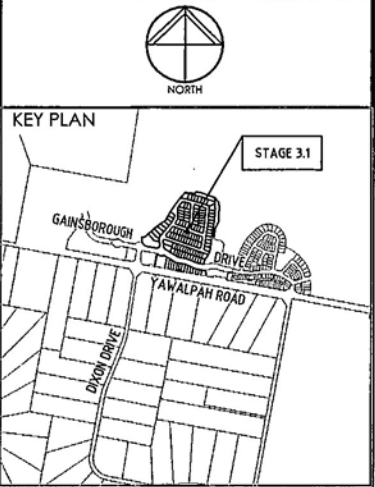 NORTH
KEY PLAN
STAGE 3.1
GAINSBOROUGH
DRIVE
YAWALPAH ROAD
DIXON DRIVE